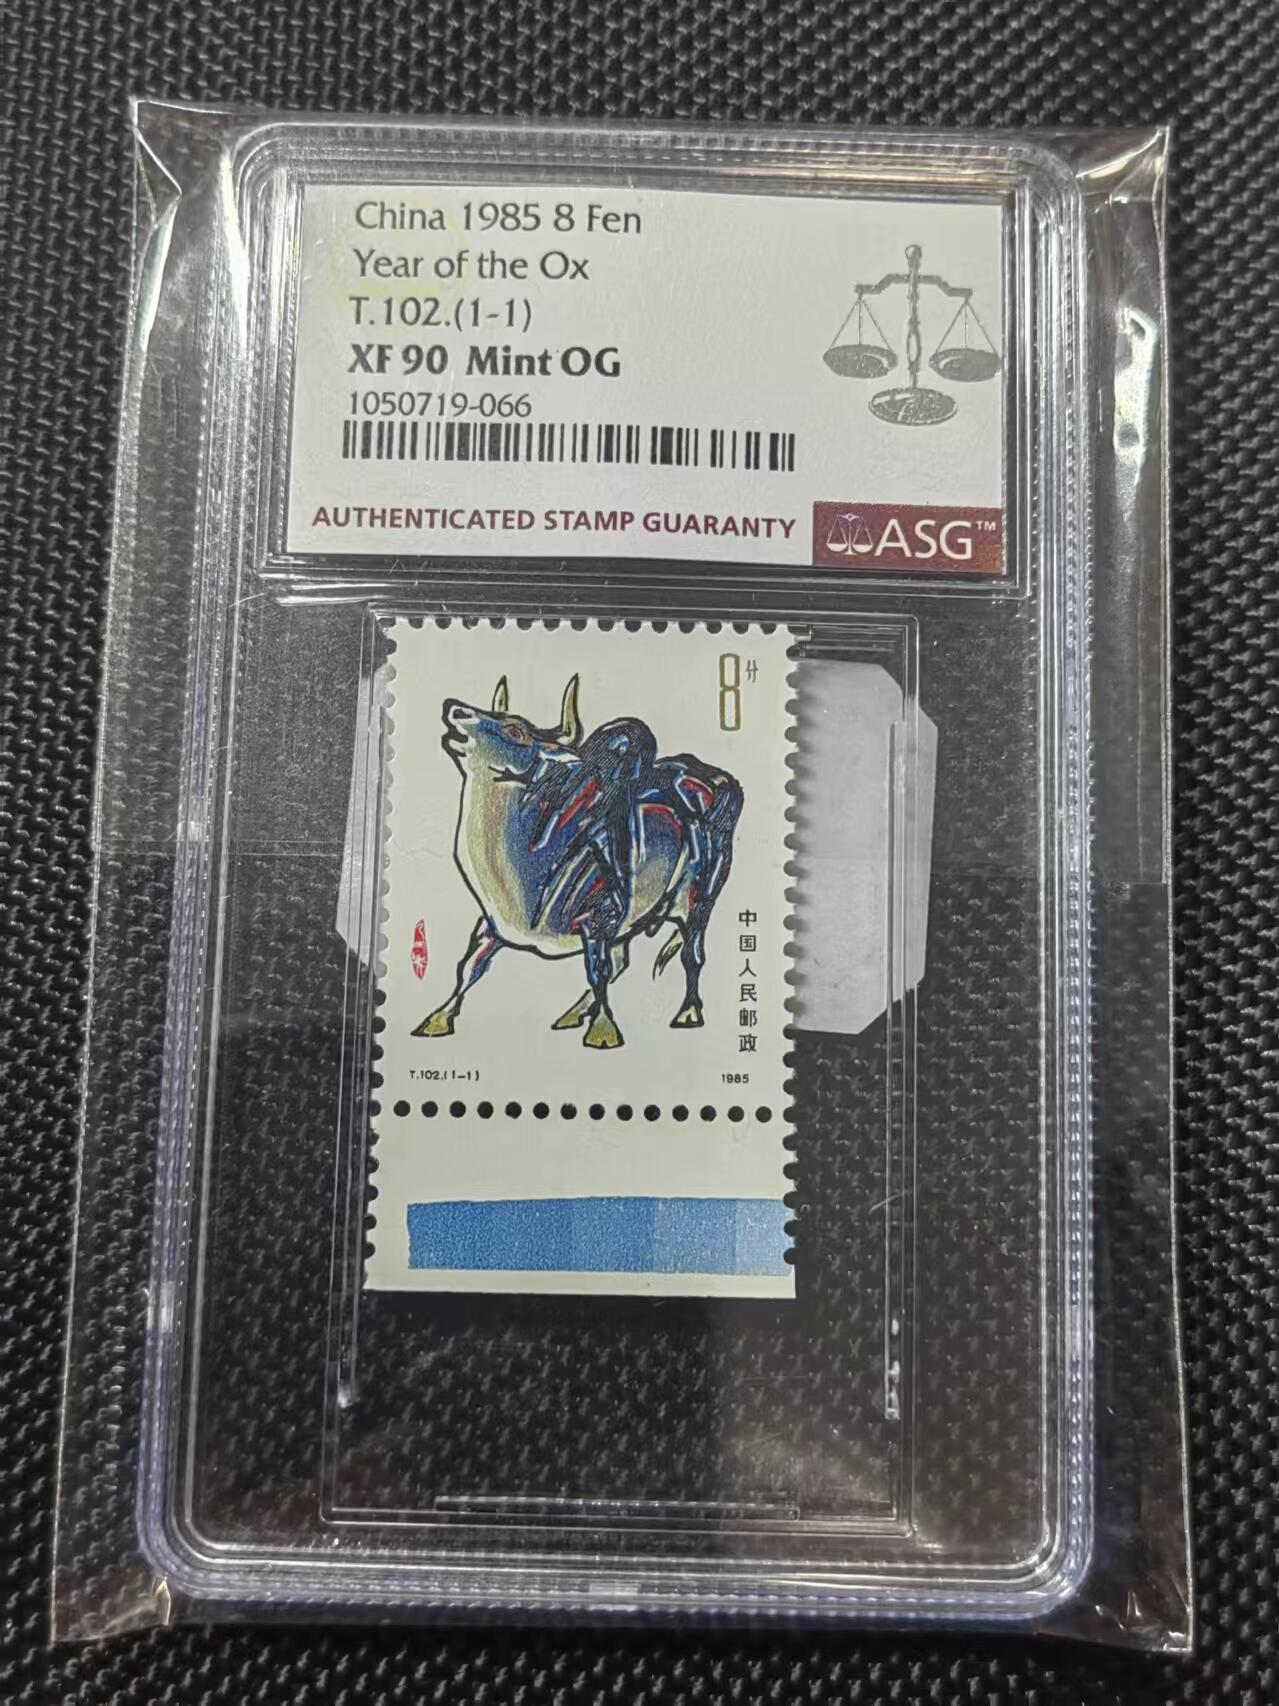 China 1985 8 Fen
Year of the Ox
T.102.(1-1)
XF 90 Mint OG
1050719-066
AUTHENTICATED STAMP GUARANTY
ASG™
8分
中国人民邮政
T.102.(1-1)
1985